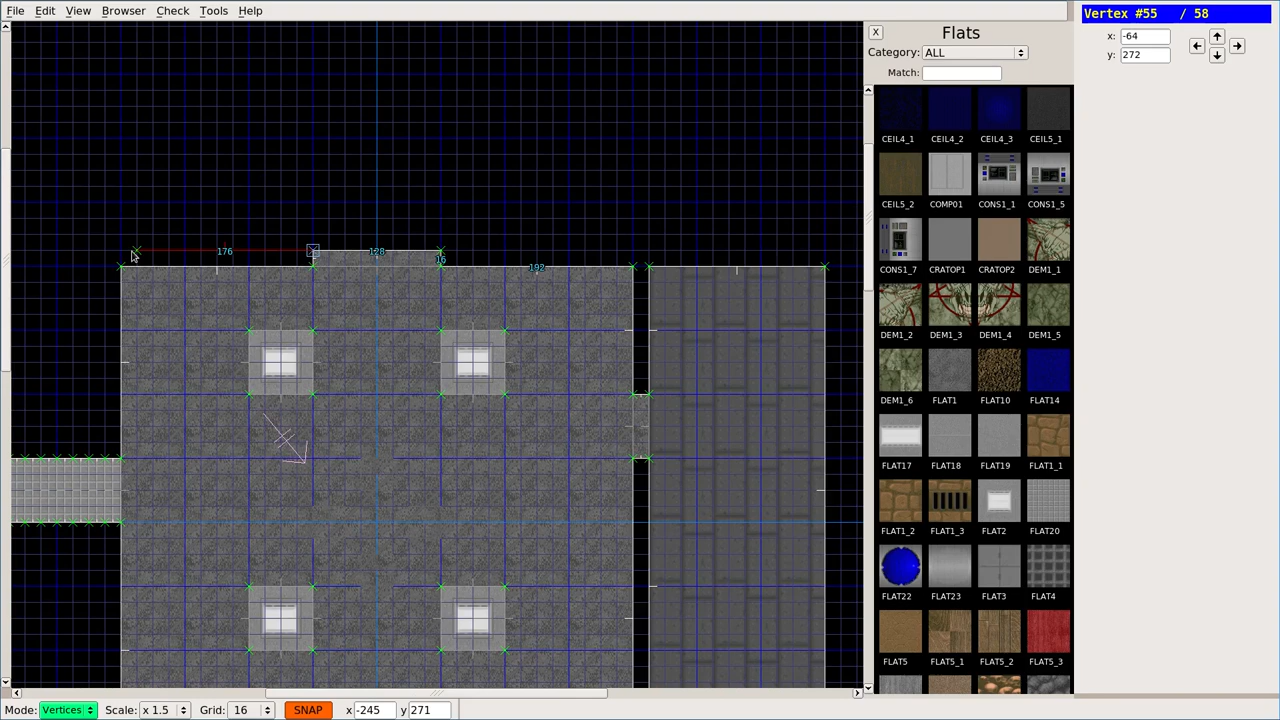 File Edit View Browser Check Tools Help
176
128
16
192
X Flats
Category: ALL
Match:
CEIL4_1 CEIL4_2 CEIL4_3 CEIL5_1
CEIL5_2 COMP01 CONS1_1 CONS1_5
CONS1_7 CRATOP1 CRATOP2 DEM1_1
DEM1_2 DEM1_3 DEM1_4 DEM1_5
DEM1_6 FLAT1 FLAT10 FLAT14
FLAT17 FLAT18 FLAT19 FLAT1_1
FLAT1_2 FLAT1_3 FLAT2 FLAT20
FLAT22 FLAT23 FLAT3 FLAT4
FLAT5 FLAT5_1 FLAT5_2 FLAT5_3
Vertex #55 / 58
x: -64
y: 272
Mode: Vertices Scale: x 1.5 Grid: 16 SNAP x -245 y 271